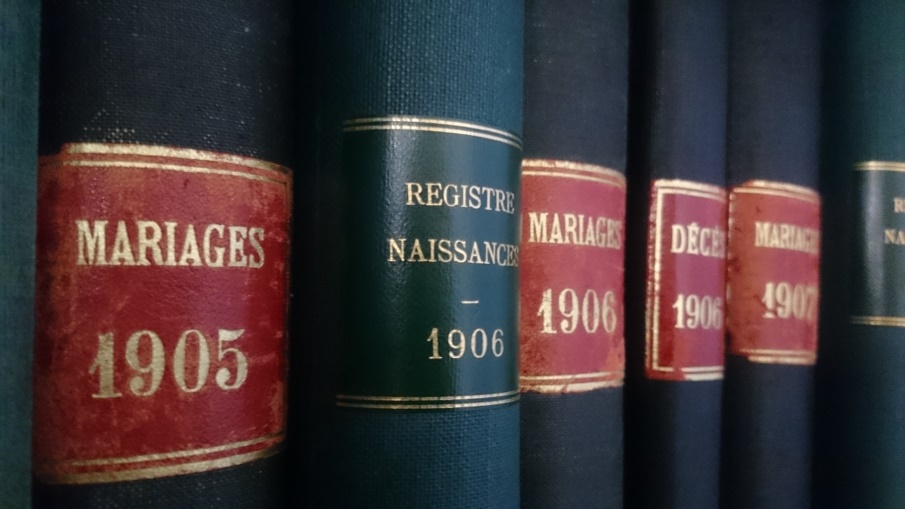 MARIAGES
1905
REGISTRE
NAISSANCES
-
1906
MARIAGES
1906
DÉCÈS
1906
MARIAGES
1907